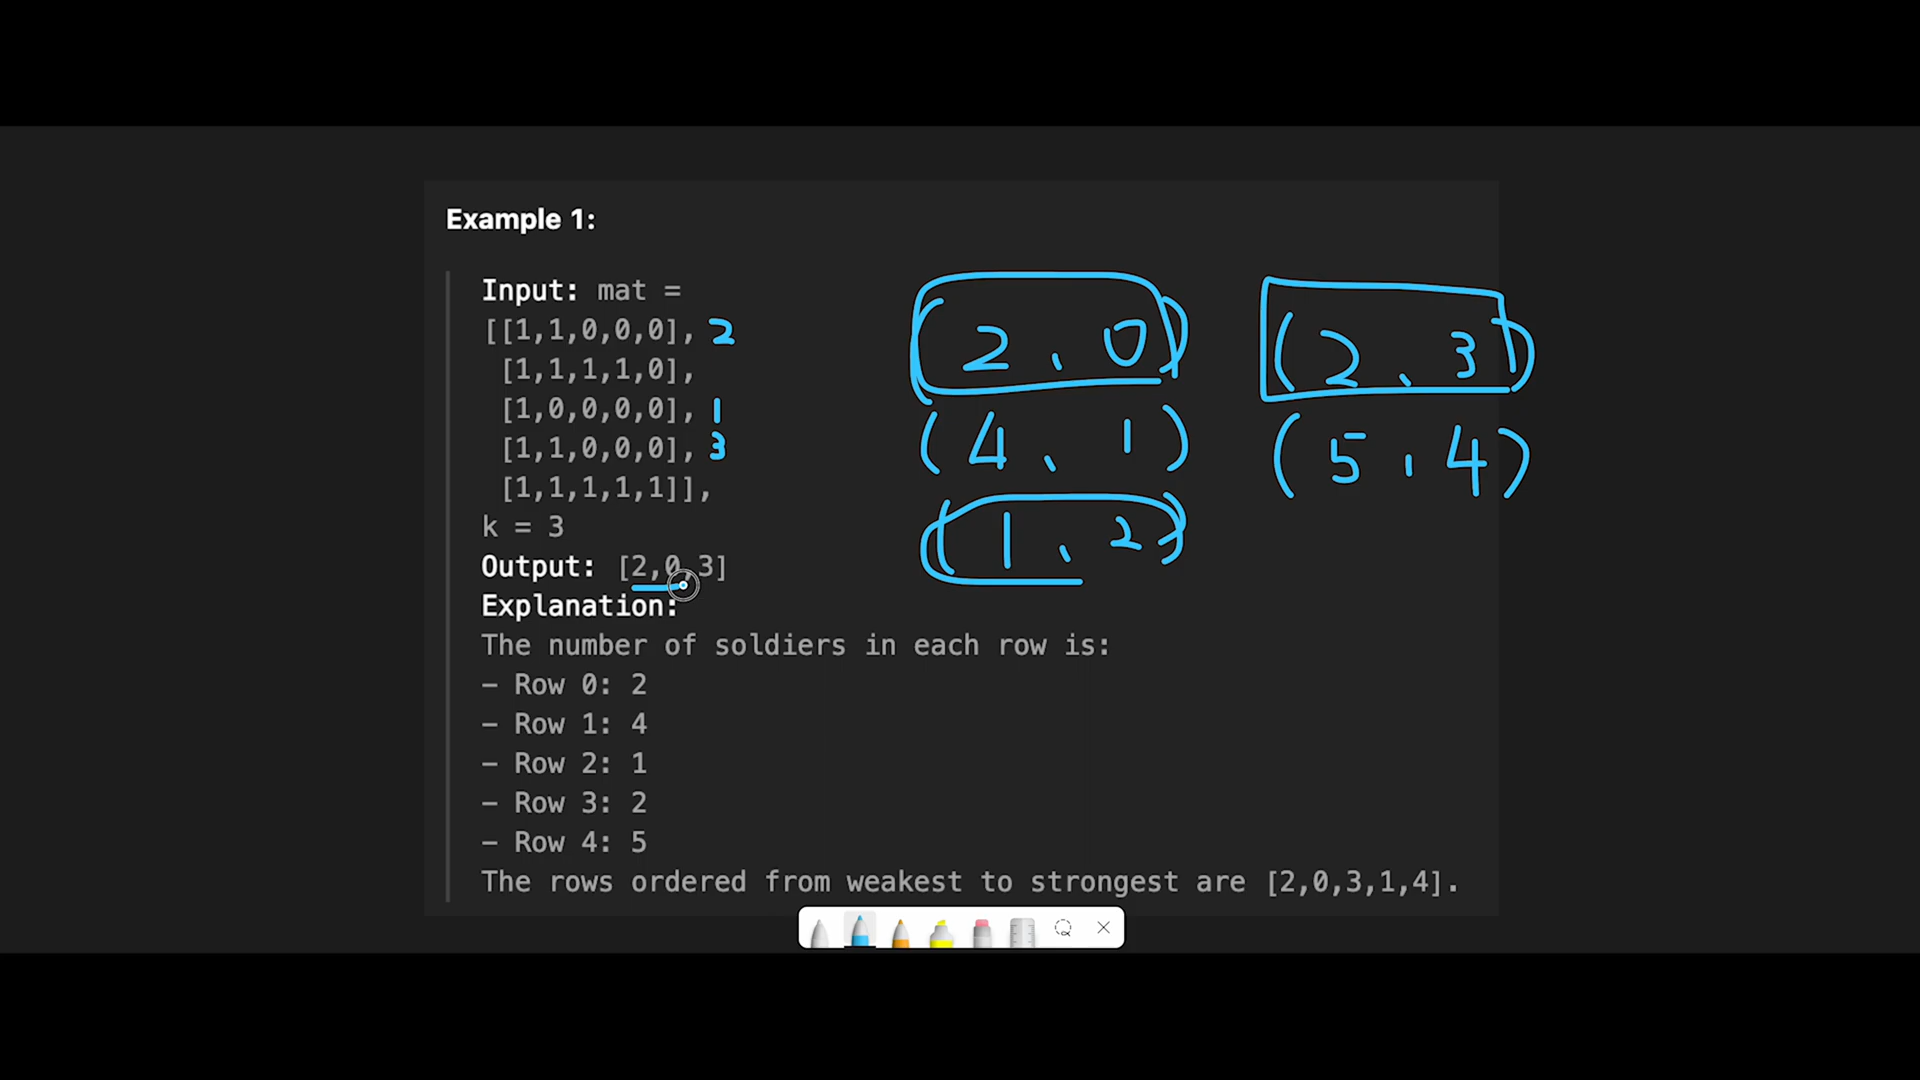 Example 1:
Input: mat =
[[1,1,0,0,0], 2
[1,1,1,1,0],
[1,0,0,0,0], 1
[1,1,0,0,0], 3
[1,1,1,1,1]],
k = 3
Output: [2,0,3]
Explanation:
The number of soldiers in each row is:
- Row 0: 2
- Row 1: 4
- Row 2: 1
- Row 3: 2
- Row 4: 5
The rows ordered from weakest to strongest are [2,0,3,1,4].
(2, 0)
(4, 1)
(1, 2)
(2, 3)
(5, 4)